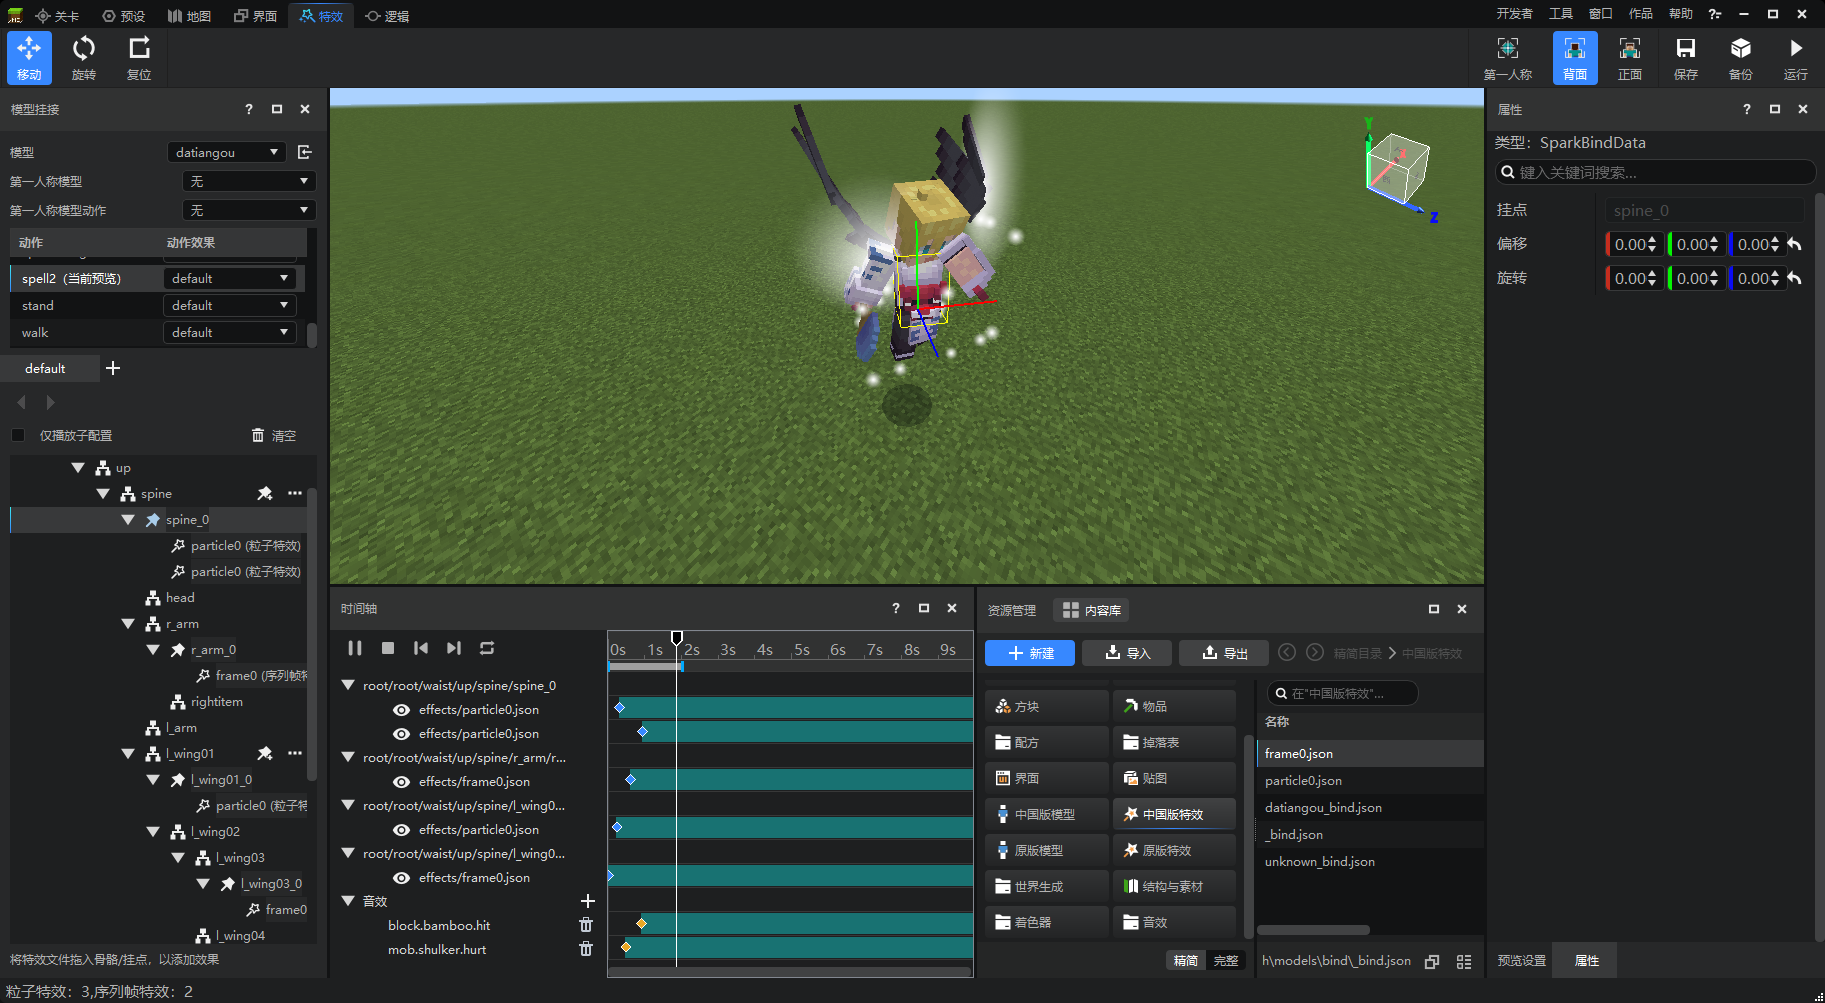 关卡
预设
地图
界面
特效
逻辑
开发者
工具
窗口
作品
帮助
移动
旋转
复位
第一人称
背面
正面
保存
备份
运行
模型挂接
模型
datiangou
第一人称模型
无
第一人称模型动作
无
动作
动作效果
spell2（当前预览）
default
stand
default
walk
default
default
仅播放子配置
清空
up
spine
spine_0
particle0 (粒子特效)
particle0 (粒子特效)
head
r_arm
r_arm_0
frame0 (序列帧特
rightitem
l_arm
l_wing01
l_wing01_0
particle0 (粒子特
l_wing02
l_wing03
l_wing03_0
frame0
l_wing04
将特效文件拖入骨骼/挂点，以添加效果
粒子特效：3,序列帧特效：2
Y
X
Z
时间轴
0s 1s 2s 3s 4s 5s 6s 7s 8s 9s
root/root/waist/up/spine/spine_0
effects/particle0.json
effects/particle0.json
root/root/waist/up/spine/r_arm/r...
effects/frame0.json
root/root/waist/up/spine/l_wing0...
effects/particle0.json
root/root/waist/up/spine/l_wing0...
effects/frame0.json
音效
block.bamboo.hit
mob.shulker.hurt
资源管理
内容库
新建
导入
导出
精简目录
中国版特效
方块
物品
配方
掉落表
界面
贴图
中国版模型
中国版特效
原版模型
原版特效
世界生成
结构与素材
着色器
音效
精简
完整
在"中国版特效"...
名称
frame0.json
particle0.json
datiangou_bind.json
_bind.json
unknown_bind.json
h\models\bind\_bind.json
属性
类型：SparkBindData
键入关键词搜索...
挂点
spine_0
偏移
0.00 0.00 0.00
旋转
0.00 0.00 0.00
预览设置
属性